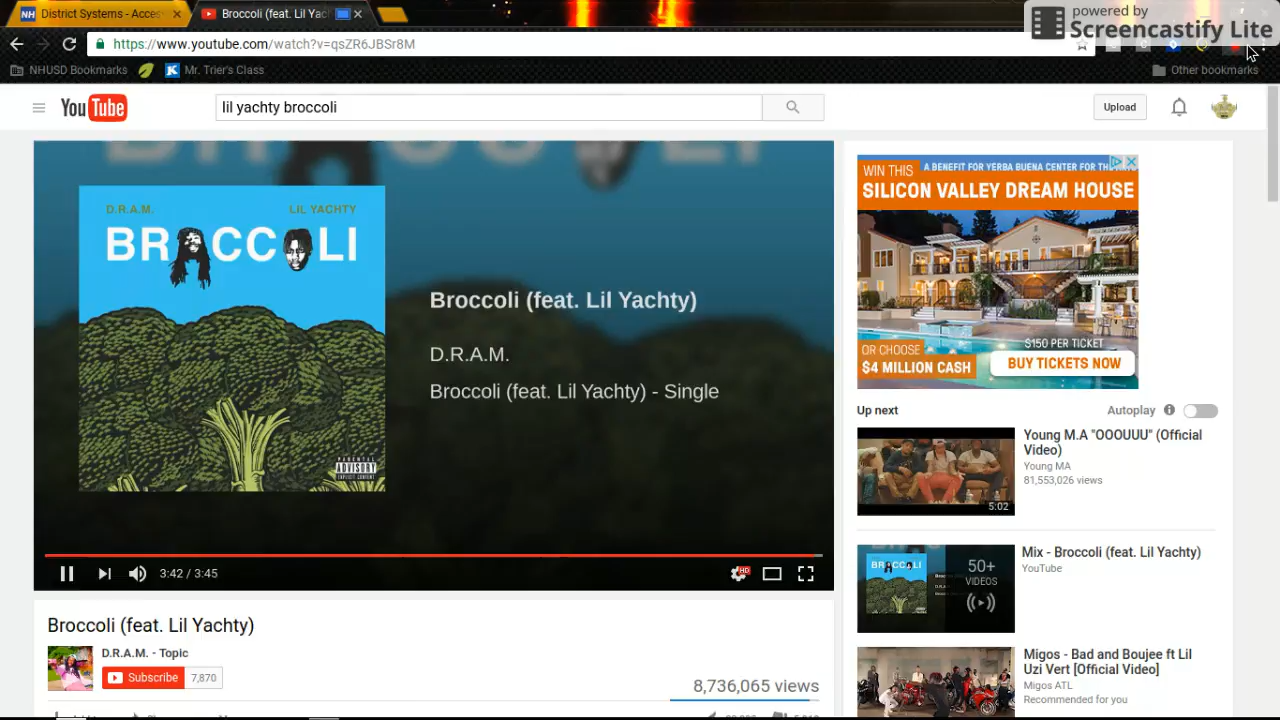 NH District Systems - Acces
Broccoli (feat. Lil Yac
powered by
Screencastify Lite
https://www.youtube.com/watch?v=qsZR6JBSr8M
NHUSD Bookmarks
K Mr. Trier's Class
Other bookmarks
YouTube
lil yachty broccoli
Upload
D.R.A.M. LIL YACHTY
BROCCOLI
PARENTAL
ADVISORY
EXPLICIT CONTENT
Broccoli (feat. Lil Yachty)
D.R.A.M.
Broccoli (feat. Lil Yachty) - Single
3:42 / 3:45
HD
WIN THIS
A BENEFIT FOR YERBA BUENA CENTER FOR THE
SILICON VALLEY DREAM HOUSE
OR CHOOSE
$4 MILLION CASH
$150 PER TICKET
BUY TICKETS NOW
Up next
Autoplay
Young M.A "OOOUUU" (Official
Video)
Young MA
81,553,026 views
5:02
Mix - Broccoli (feat. Lil Yachty)
YouTube
50+
VIDEOS
Migos - Bad and Boujee ft Lil
Uzi Vert [Official Video]
Migos ATL
Recommended for you
Broccoli (feat. Lil Yachty)
D.R.A.M. - Topic
Subscribe 7,870
8,736,065 views